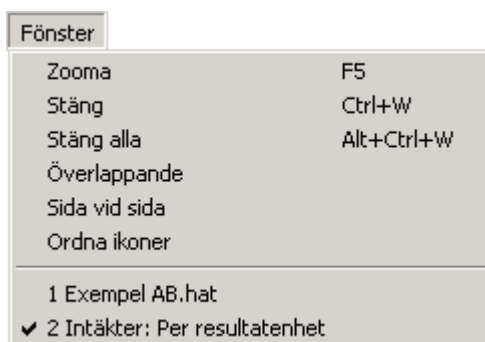 Fönster
Zooma F5
Stäng Ctrl+W
Stäng alla Alt+Ctrl+W
Överlappande
Sida vid sida
Ordna ikoner
1 Exempel AB.hat
✔ 2 Intäkter: Per resultatenhet